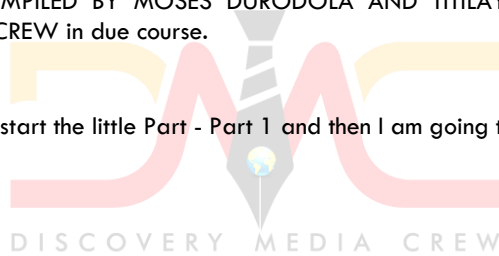 MPILED BY MOSES DURODOLA AND TITILAY
CREW in due course.
start the little Part - Part 1 and then I am going t
DISCOVERY MEDIA CREW